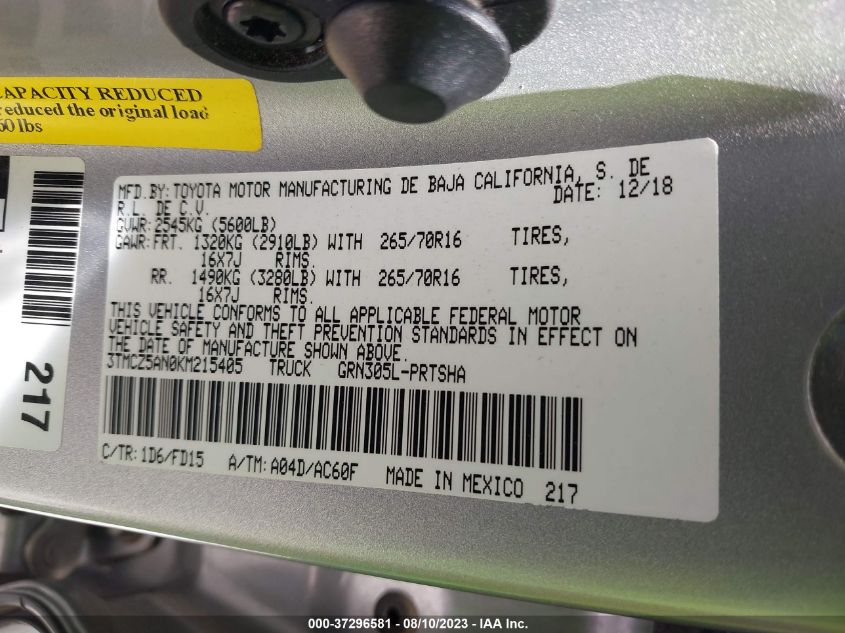 CAPACITY REDUCED
reduced the original load
lbs
217
MFD.BY:TOYOTA MOTOR MANUFACTURING DE BAJA CALIFORNIA, S. DE
R.L. DE C.V. DATE: 12/18
GVWR:2545KG (5600LB)
GAWR:FRT. 1320KG (2910LB) WITH 265/70R16 TIRES,
16X7J RIMS.
RR. 1490KG (3280LB) WITH 265/70R16 TIRES,
16X7J RIMS.
THIS VEHICLE CONFORMS TO ALL APPLICABLE FEDERAL MOTOR
VEHICLE SAFETY AND THEFT PREVENTION STANDARDS IN EFFECT ON
THE DATE OF MANUFACTURE SHOWN ABOVE.
3TMCZ5AN0KM215405 TRUCK GRN305L-PRTSHA
C/TR:1D6/FD15 A/TM:A04D/AC60F MADE IN MEXICO 217
000-37296581 - 08/10/2023 - IAA Inc.